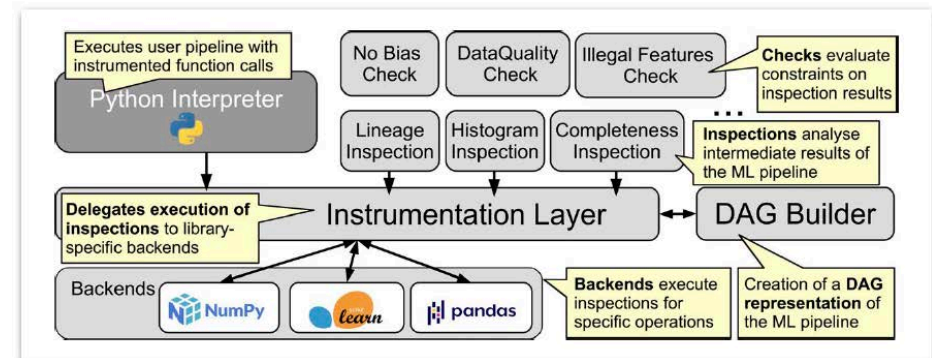 Executes user pipeline with
instrumented function calls
Python Interpreter
No Bias
Check
DataQuality
Check
Illegal Features
Check
Checks evaluate
constraints on
inspection results
...
Lineage
Inspection
Histogram
Inspection
Completeness
Inspection
Inspections analyse
intermediate results of
the ML pipeline
Delegates execution of
inspections to library-
specific backends
Instrumentation Layer
DAG Builder
Backends
NumPy
learn
pandas
Backends execute
inspections for
specific operations
Creation of a DAG
representation of
the ML pipeline